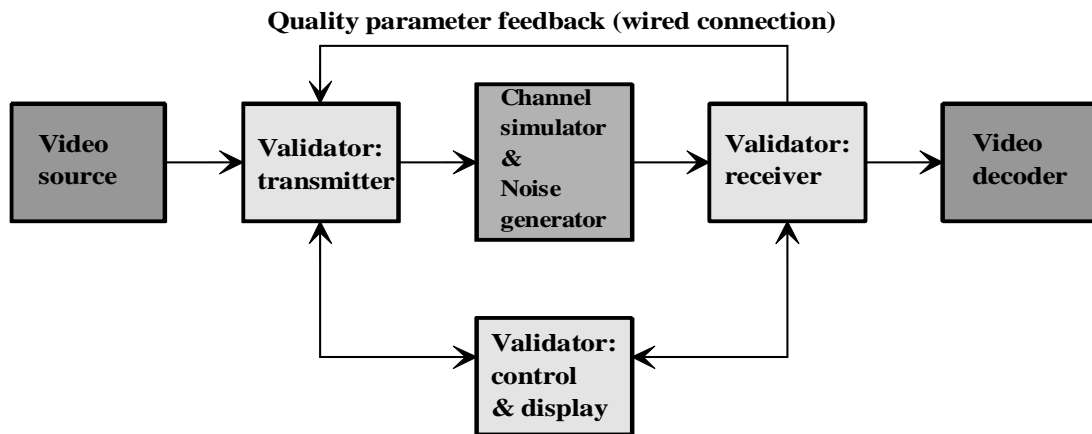 Quality parameter feedback (wired connection)
Video
source
Validator:
transmitter
Channel
simulator
&
Noise
generator
Validator:
receiver
Video
decoder
Validator:
control
& display